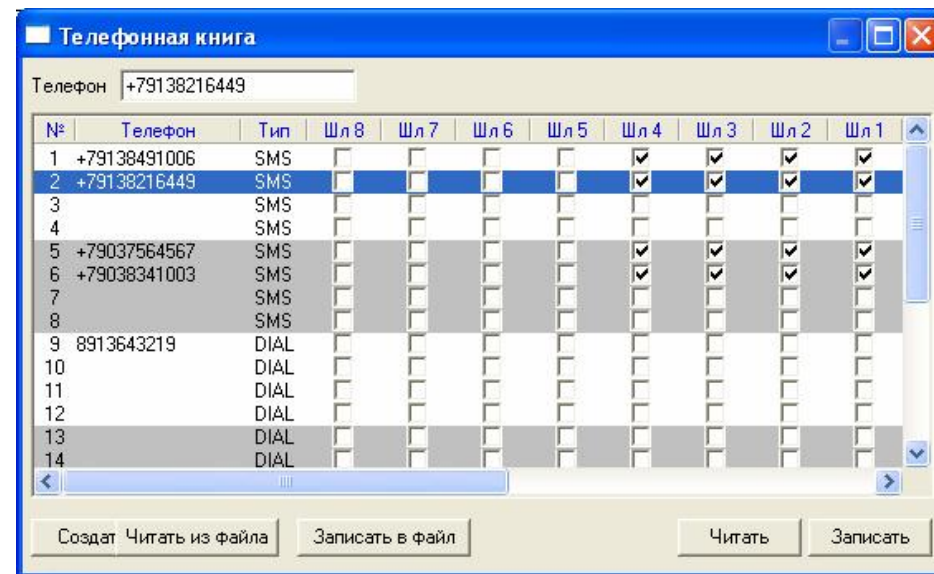 Телефонная книга
Телефон +79138216449
№ Телефон Тип Шл 8 Шл 7 Шл 6 Шл 5 Шл 4 Шл 3 Шл 2 Шл 1
1 +79138491006 SMS
2 +79138216449 SMS
3 SMS
4 SMS
5 +79037564567 SMS
6 +79038341003 SMS
7 SMS
8 SMS
9 8913643219 DIAL
10 DIAL
11 DIAL
12 DIAL
13 DIAL
14 DIAL
Создат Читать из файла Записать в файл Читать Записать